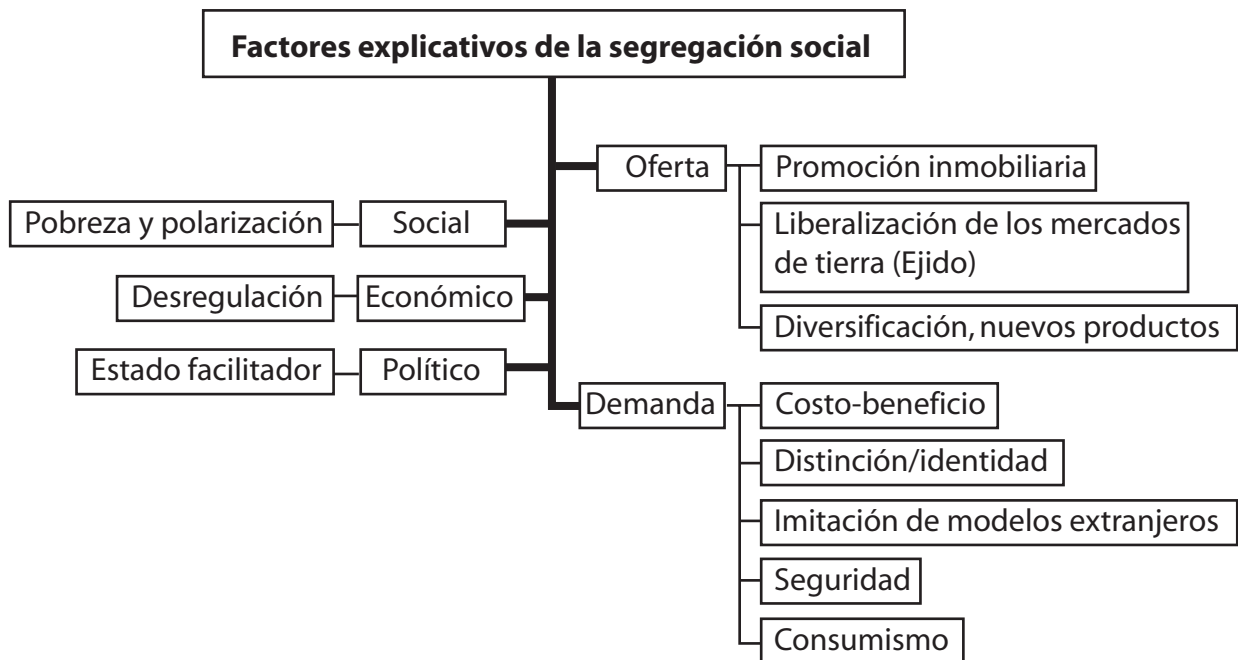 Factores explicativos de la segregación social
Oferta
Promoción inmobiliaria
Liberalización de los mercados
de tierra (Ejido)
Diversificación, nuevos productos
Pobreza y polarización
Social
Desregulación
Económico
Estado facilitador
Político
Demanda
Costo-beneficio
Distinción/identidad
Imitación de modelos extranjeros
Seguridad
Consumismo